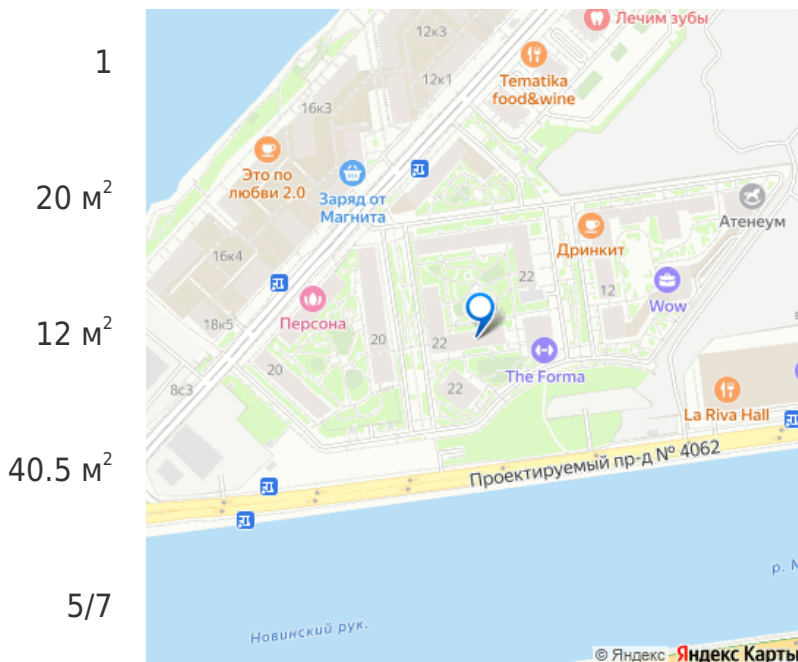 1
20 м²
12 м²
40.5 м²
5/7
Лечим зубы
12к3
12к1
Tematika
food&wine
16к3
Это по
любви 2.0
Заряд от
Магнита
Атенеум
Дринкит
16к4
22
12
Wow
Персона
18к5
20
22
The Forma
20
22
8с3
La Riva Hall
Проектируемый пр-д № 4062
р. М
Новинский рук.
© Яндекс Яндекс Карты